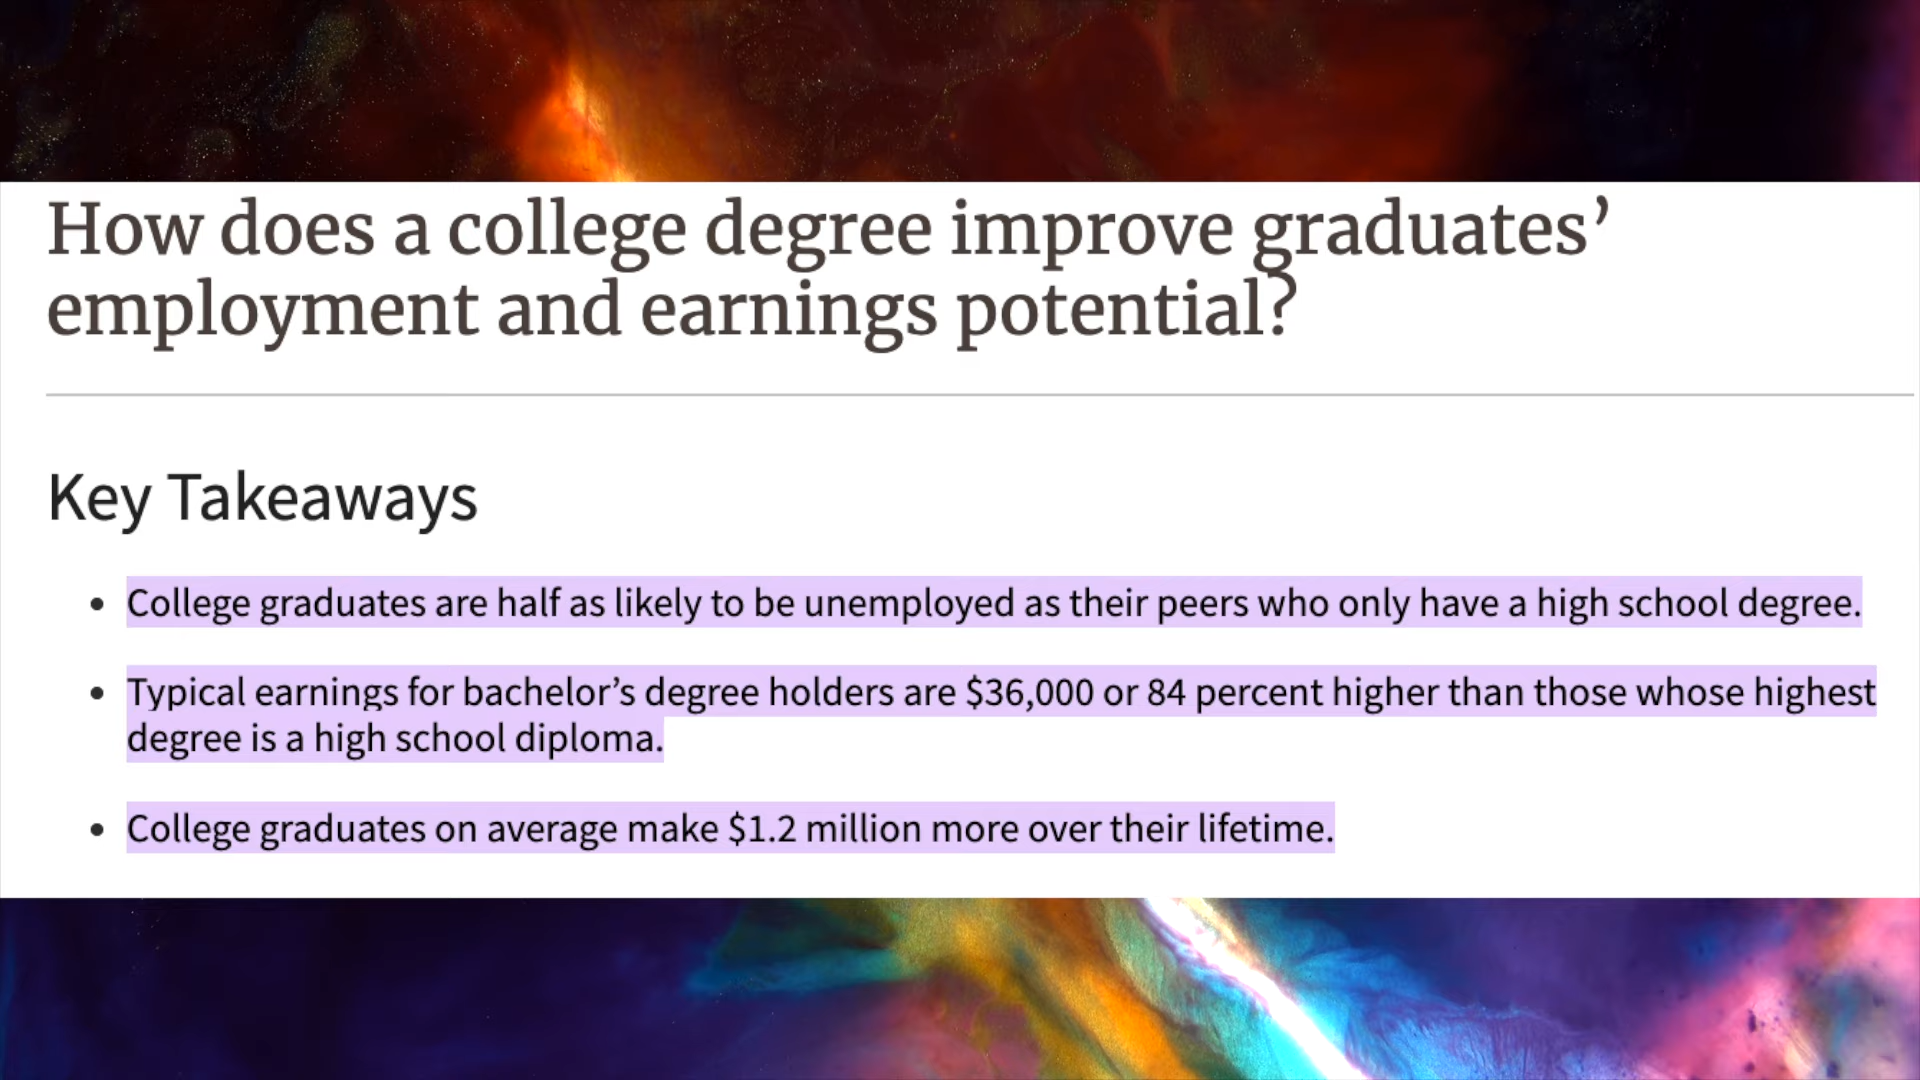 How does a college degree improve graduates’
employment and earnings potential?
Key Takeaways
• College graduates are half as likely to be unemployed as their peers who only have a high school degree.
• Typical earnings for bachelor’s degree holders are $36,000 or 84 percent higher than those whose highest
degree is a high school diploma.
• College graduates on average make $1.2 million more over their lifetime.